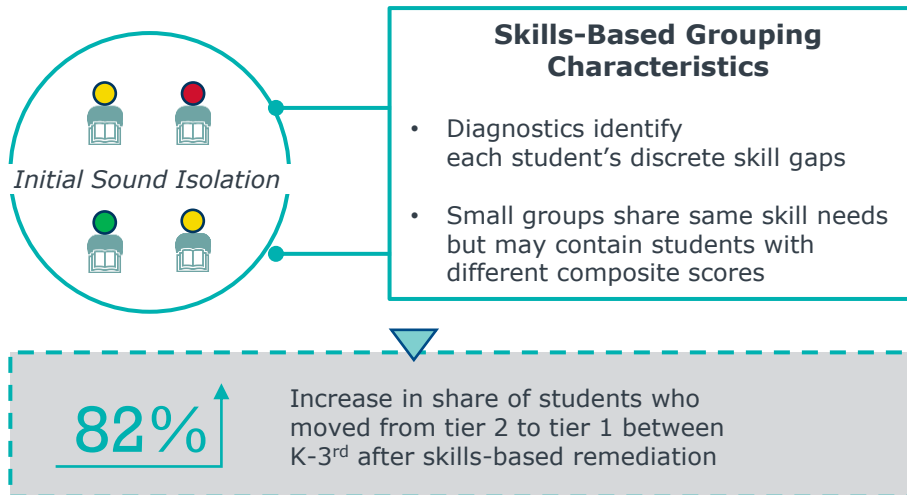 Initial Sound Isolation
Skills-Based Grouping
Characteristics
• Diagnostics identify
each student’s discrete skill gaps
• Small groups share same skill needs
but may contain students with
different composite scores
82%
Increase in share of students who
moved from tier 2 to tier 1 between
K-3rd after skills-based remediation